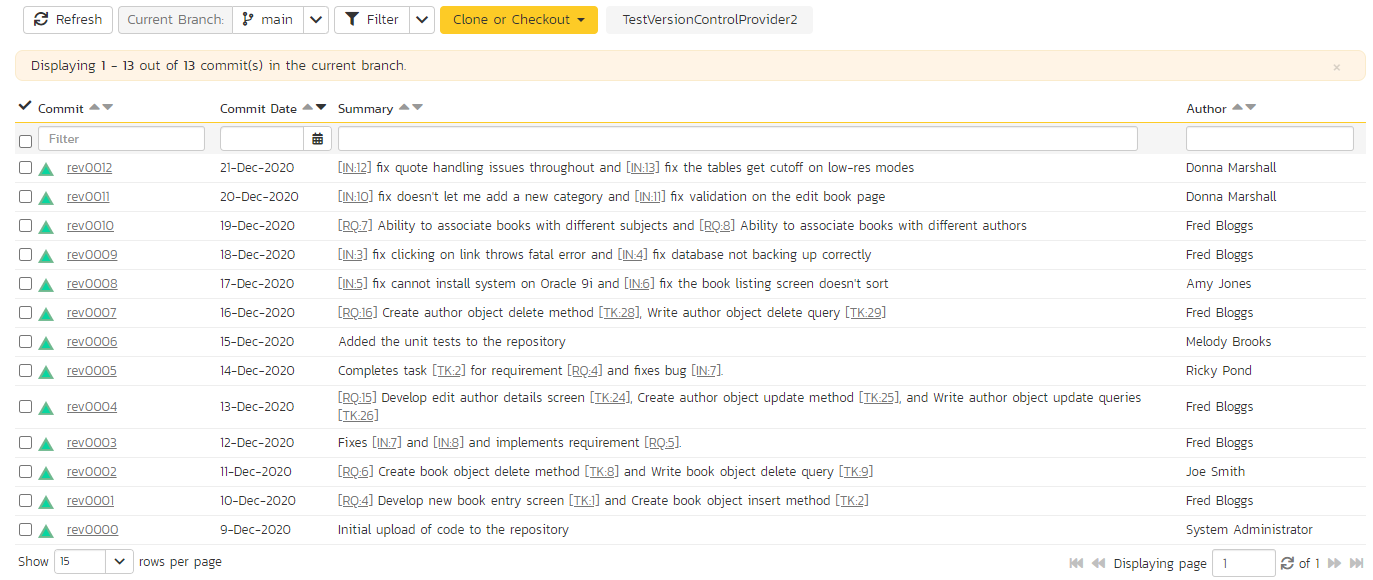 Refresh Current Branch: main Filter Clone or Checkout TestVersionControlProvider2
Displaying 1 - 13 out of 13 commit(s) in the current branch. ×
Commit Commit Date Summary Author
Filter
rev0012 21-Dec-2020 [IN:12] fix quote handling issues throughout and [IN:13] fix the tables get cutoff on low-res modes Donna Marshall
rev0011 20-Dec-2020 [IN:10] fix doesn't let me add a new category and [IN:11] fix validation on the edit book page Donna Marshall
rev0010 19-Dec-2020 [RQ:7] Ability to associate books with different subjects and [RQ:8] Ability to associate books with different authors Fred Bloggs
rev0009 18-Dec-2020 [IN:3] fix clicking on link throws fatal error and [IN:4] fix database not backing up correctly Fred Bloggs
rev0008 17-Dec-2020 [IN:5] fix cannot install system on Oracle 9i and [IN:6] fix the book listing screen doesn't sort Amy Jones
rev0007 16-Dec-2020 [RQ:16] Create author object delete method [TK:28], Write author object delete query [TK:29] Fred Bloggs
rev0006 15-Dec-2020 Added the unit tests to the repository Melody Brooks
rev0005 14-Dec-2020 Completes task [TK:2] for requirement [RQ:4] and fixes bug [IN:7]. Ricky Pond
rev0004 13-Dec-2020 [RQ:15] Develop edit author details screen [TK:24], Create author object update method [TK:25], and Write author object update queries Fred Bloggs
[TK:26]
rev0003 12-Dec-2020 Fixes [IN:7] and [IN:8] and implements requirement [RQ:5]. Fred Bloggs
rev0002 11-Dec-2020 [RQ:6] Create book object delete method [TK:8] and Write book object delete query [TK:9] Joe Smith
rev0001 10-Dec-2020 [RQ:4] Develop new book entry screen [TK:1] and Create book object insert method [TK:2] Fred Bloggs
rev0000 9-Dec-2020 Initial upload of code to the repository System Administrator
Show 15 rows per page Displaying page 1 of 1